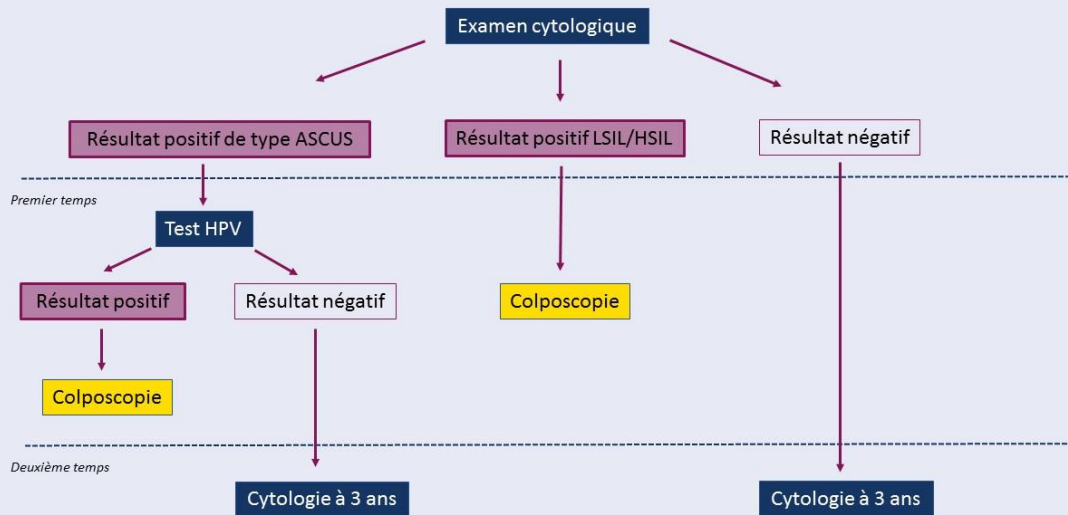 Examen cytologique
Résultat positif de type ASCUS
Résultat positif LSIL/HSIL
Résultat négatif
Premier temps
Test HPV
Résultat positif
Résultat négatif
Colposcopie
Colposcopie
Deuxième temps
Cytologie à 3 ans
Cytologie à 3 ans